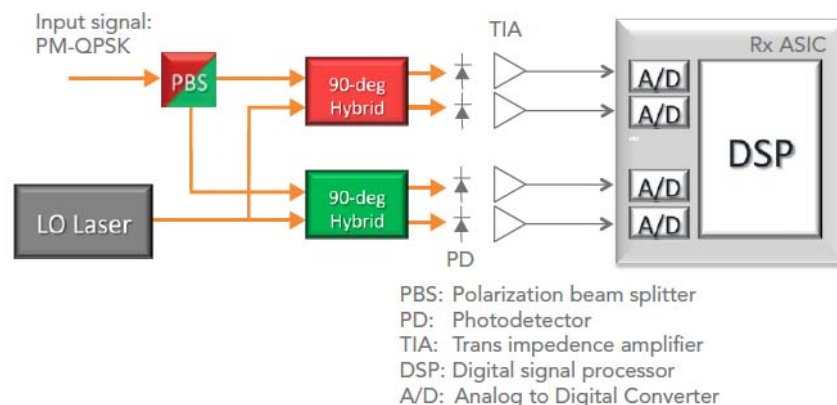 Input signal:
PM-QPSK
PBS
90-deg
Hybrid
90-deg
Hybrid
LO Laser
TIA
PD
Rx ASIC
A/D
A/D
A/D
A/D
DSP
PBS: Polarization beam splitter
PD: Photodetector
TIA: Trans impedence amplifier
DSP: Digital signal processor
A/D: Analog to Digital Converter